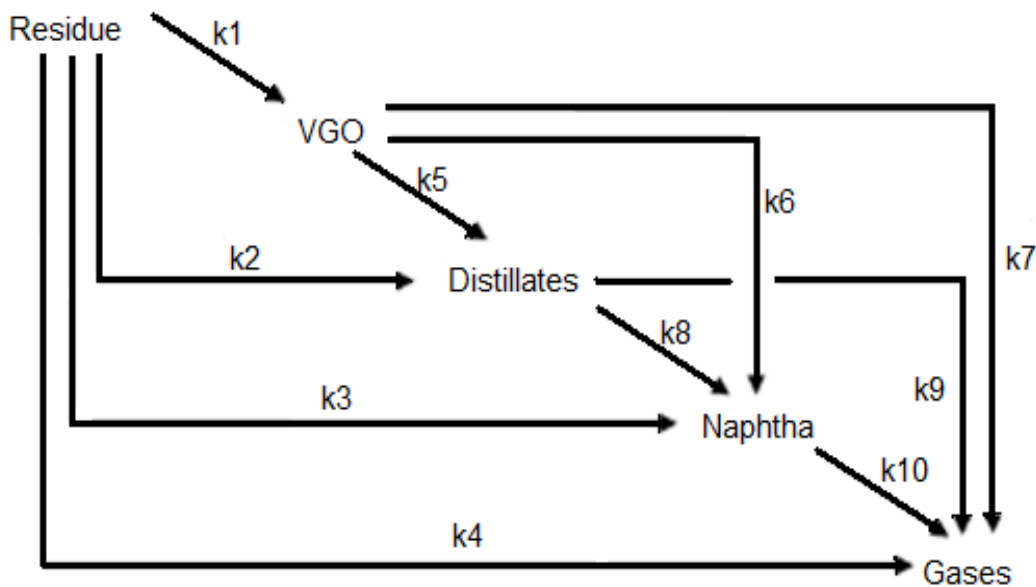 Residue
k1
VGO
k5
k6
k2
k7
Distillates
k8
k3
k9
Naphtha
k10
k4
Gases